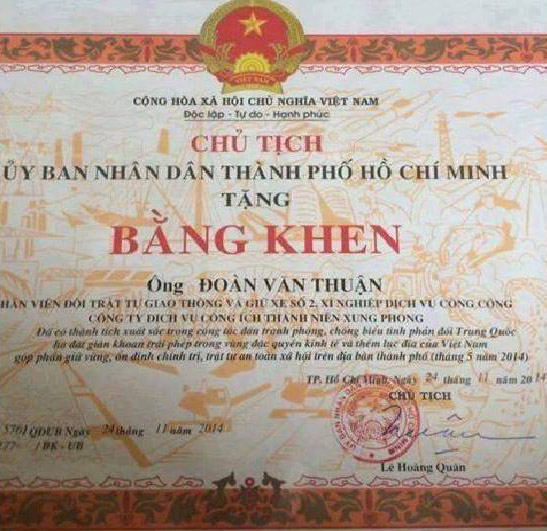 VIỆT NAM
CỘNG HÒA XÃ HỘI CHỦ NGHĨA VIỆT NAM
Độc lập - Tự do - Hạnh phúc
CHỦ TỊCH
ỦY BAN NHÂN DÂN THÀNH PHỐ HỒ CHÍ MINH
TẶNG
BẰNG KHEN
Ông ĐOÀN VĂN THUẬN
HÂN VIÊN ĐỘI TRẬT TỰ GIAO THÔNG VÀ GIỮ XE SỐ 2, XÍ NGHIỆP DỊCH VỤ CÔNG CỘNG
CÔNG TY DỊCH VỤ CÔNG ÍCH THANH NIÊN XUNG PHONG
Đã có thành tích xuất sắc trong công tác đấu tranh phòng, chống biểu tình phản đối Trung Quốc
hạ đặt giàn khoan trái phép trong vùng đặc quyền kinh tế và thềm lục địa của Việt Nam
góp phần giữ vững, ổn định chính trị, trật tự an toàn xã hội trên địa bàn thành phố (tháng 5 năm 2014)
TP. Hồ Chí Minh, Ngày 24 tháng 11 năm 2014
CHỦ TỊCH
5761 QĐUB Ngày 24 tháng 11 năm 2014
/BK - UB
Lê Hoàng Quân